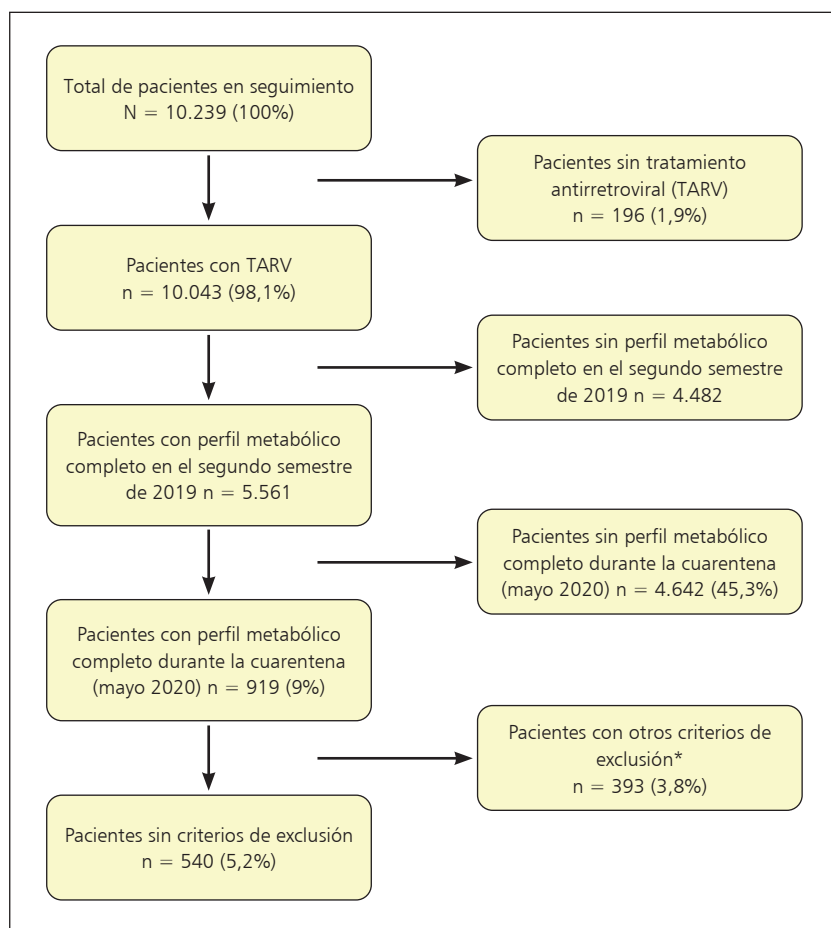 Total de pacientes en seguimiento
N = 10.239 (100%)
Pacientes sin tratamiento
antirretroviral (TARV)
n = 196 (1,9%)
Pacientes con TARV
n = 10.043 (98,1%)
Pacientes sin perfil metabólico
completo en el segundo semestre
de 2019 n = 4.482
Pacientes con perfil metabólico
completo en el segundo semestre
de 2019 n = 5.561
Pacientes sin perfil metabólico
completo durante la cuarentena
(mayo 2020) n = 4.642 (45,3%)
Pacientes con perfil metabólico
completo durante la cuarentena
(mayo 2020) n = 919 (9%)
Pacientes con otros criterios de
exclusión*
n = 393 (3,8%)
Pacientes sin criterios de exclusión
n = 540 (5,2%)